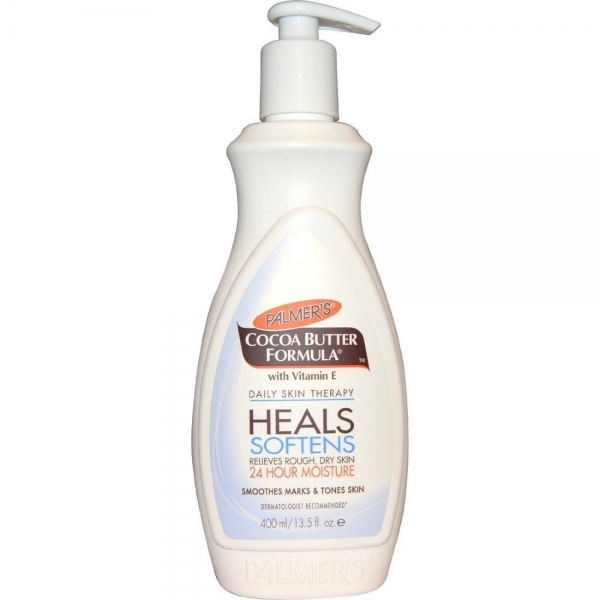 PALMER'S®
COCOA BUTTER
FORMULA®
TM
with Vitamin E
DAILY SKIN THERAPY
HEALS
SOFTENS
RELIEVES ROUGH, DRY SKIN
24 HOUR MOISTURE
SMOOTHES MARKS & TONES SKIN
DERMATOLOGIST RECOMMENDED*
400 ml/13.5 fl. oz. e
PALMER'S